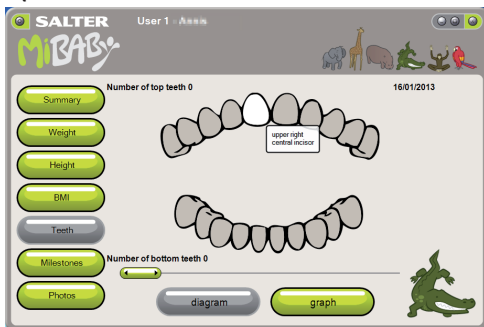 SALTER
User 1 - Annis
MiBABy
Number of top teeth 0
16/01/2013
Summary
Weight
Height
BMI
Teeth
Milestones
Photos
upper right
central incisor
Number of bottom teeth 0
diagram
graph